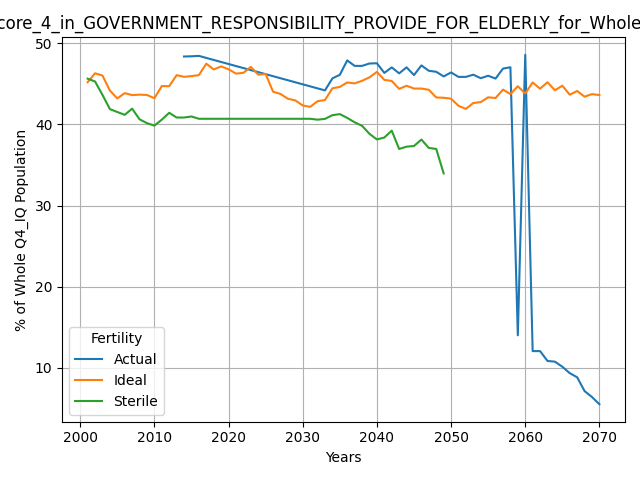 core_4_in_GOVERNMENT_RESPONSIBILITY_PROVIDE_FOR_ELDERLY_for_Whole
50
40
30
20
10
% of Whole Q4_IQ Population
Fertility
Actual
Ideal
Sterile
2000 2010 2020 2030 2040 2050 2060 2070
Years